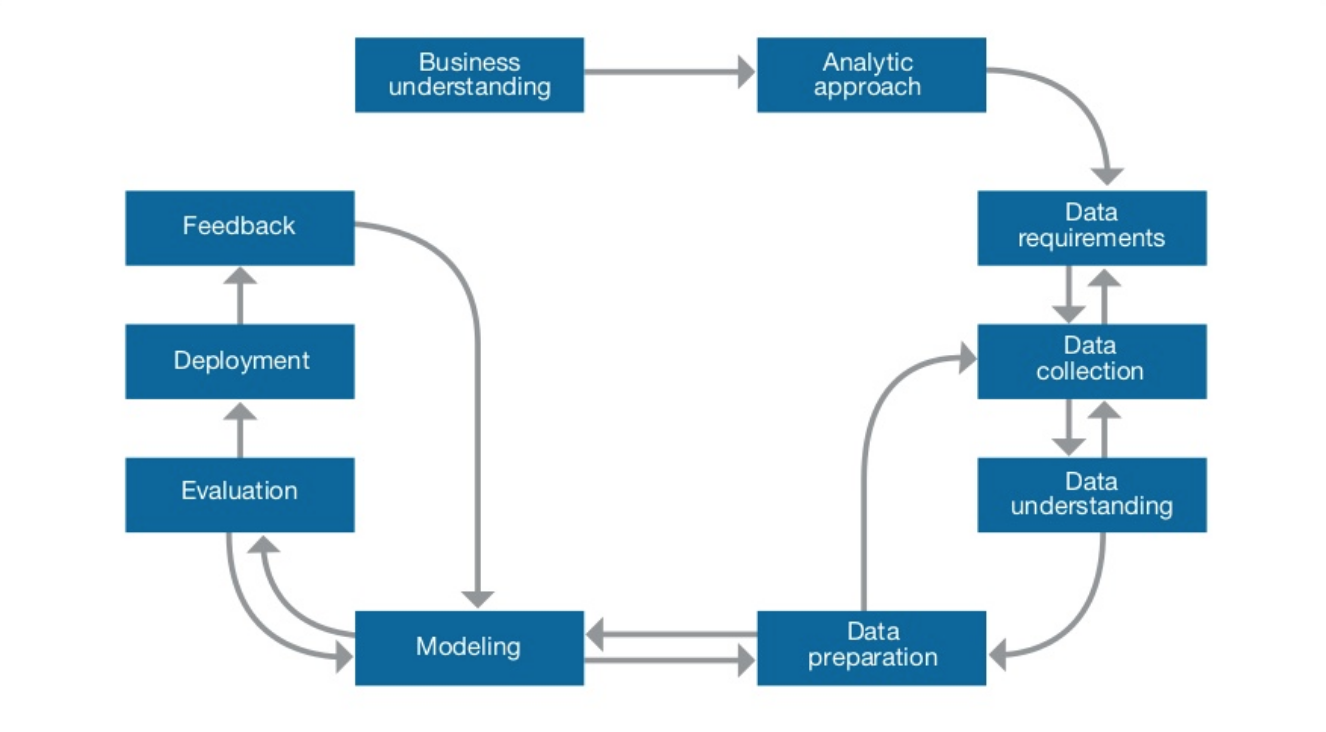 Business
understanding
Analytic
approach
Feedback
Data
requirements
Deployment
Data
collection
Evaluation
Data
understanding
Modeling
Data
preparation